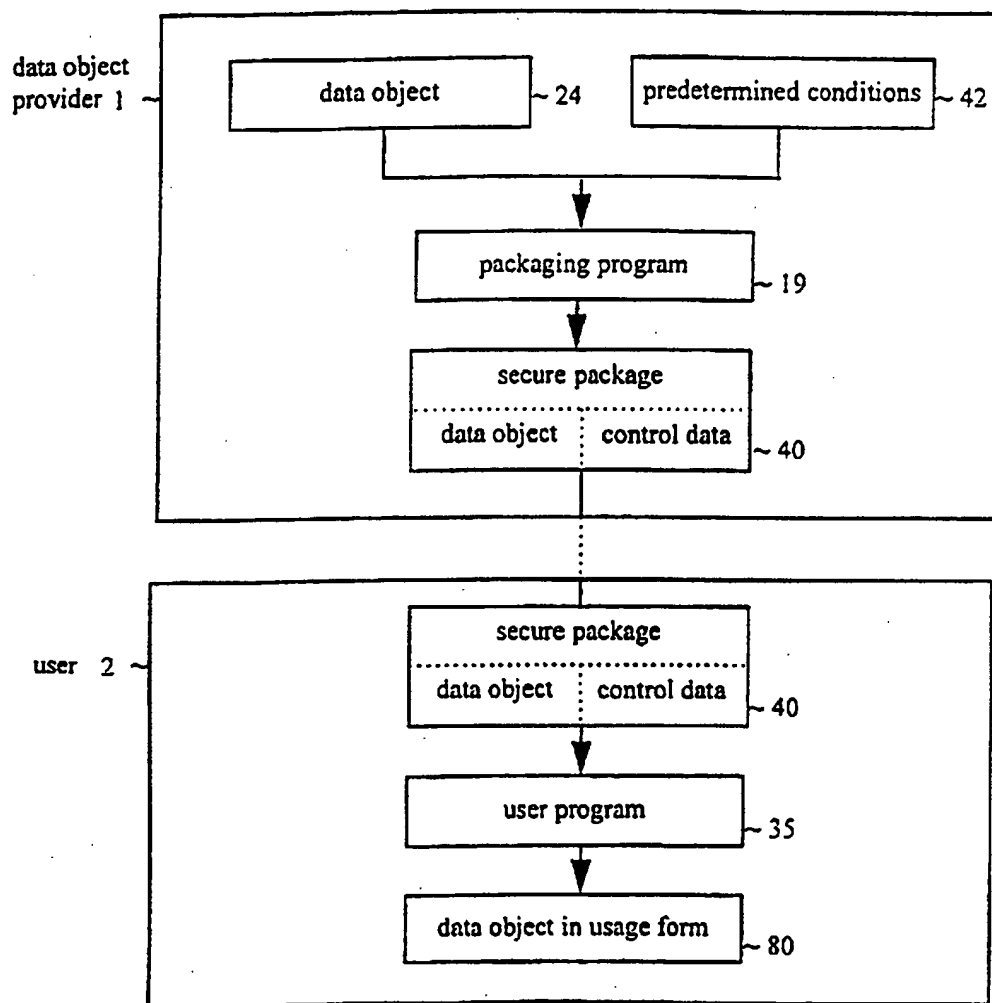 data object
provider 1
data object
~ 24
predetermined conditions
~ 42
packaging program
~ 19
secure package
data object
control data
~ 40
user 2
secure package
data object
control data
~ 40
user program
~ 35
data object in usage form
~ 80